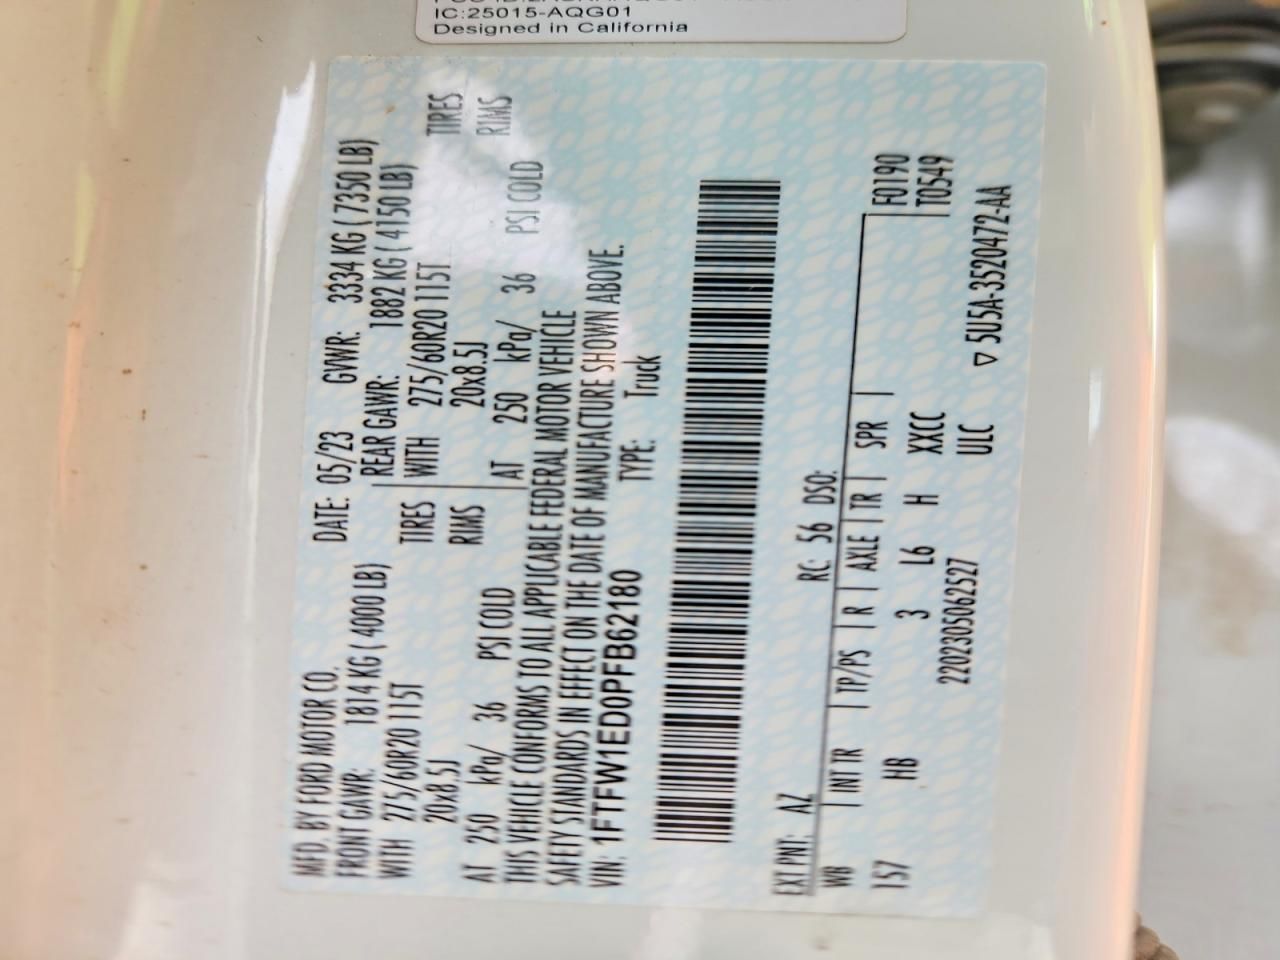 IC:25015-AQG01
Designed in California
MFD. BY FORD MOTOR CO. DATE: 05/23 GVWR: 3334 KG ( 7350 LB)
FRONT GAWR: 1814 KG ( 4000 LB) REAR GAWR: 1882 KG ( 4150 LB)
WITH 275/60R20 115T TIRES WITH 275/60R20 115T TIRES
20x8.5J RIMS 20x8.5J RIMS
AT 250 kPa/ 36 PSI COLD AT 250 kPa/ 36 PSI COLD
THIS VEHICLE CONFORMS TO ALL APPLICABLE FEDERAL MOTOR VEHICLE
SAFETY STANDARDS IN EFFECT ON THE DATE OF MANUFACTURE SHOWN ABOVE.
VIN: 1FTFW1ED0PFB62180 TYPE: Truck
EXT PNT: AZ RC: 56 DSO:
WB INT TR TP/PS R AXLE TR SPR F0190
157 HB 3 L6 H XXCC T0549
2202305062527 ULC ▽ 5U5A-3520472-AA